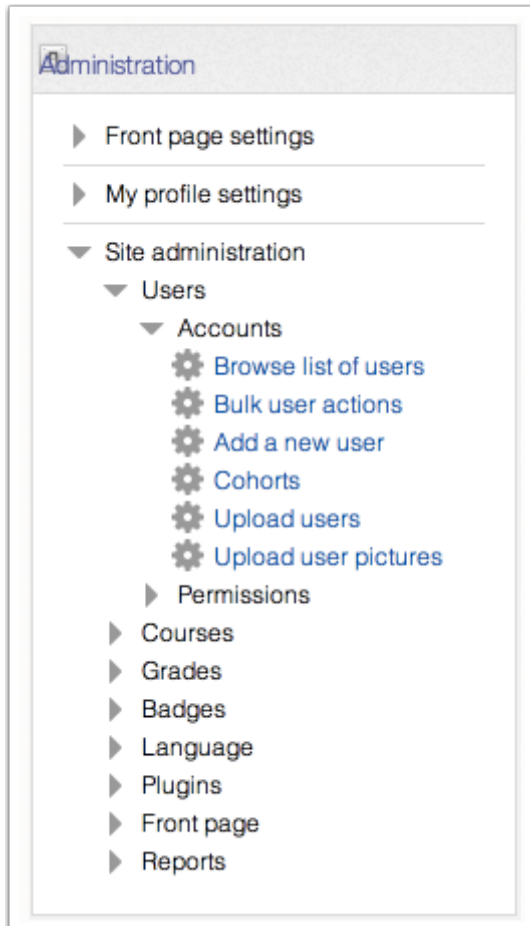 Administration
Front page settings
My profile settings
Site administration
Users
Accounts
Browse list of users
Bulk user actions
Add a new user
Cohorts
Upload users
Upload user pictures
Permissions
Courses
Grades
Badges
Language
Plugins
Front page
Reports